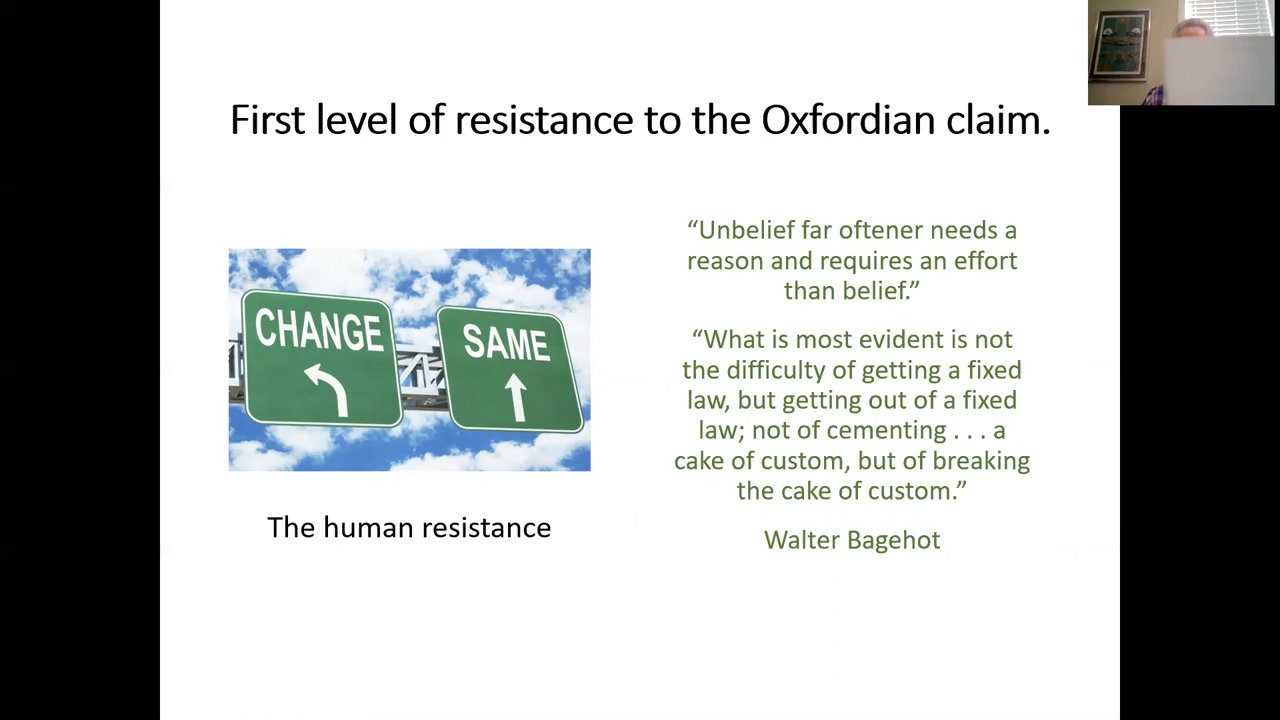 First level of resistance to the Oxfordian claim.
CHANGE
SAME
The human resistance
“Unbelief far oftener needs a
reason and requires an effort
than belief.”
“What is most evident is not
the difficulty of getting a fixed
law, but getting out of a fixed
law; not of cementing . . . a
cake of custom, but of breaking
the cake of custom.”
Walter Bagehot